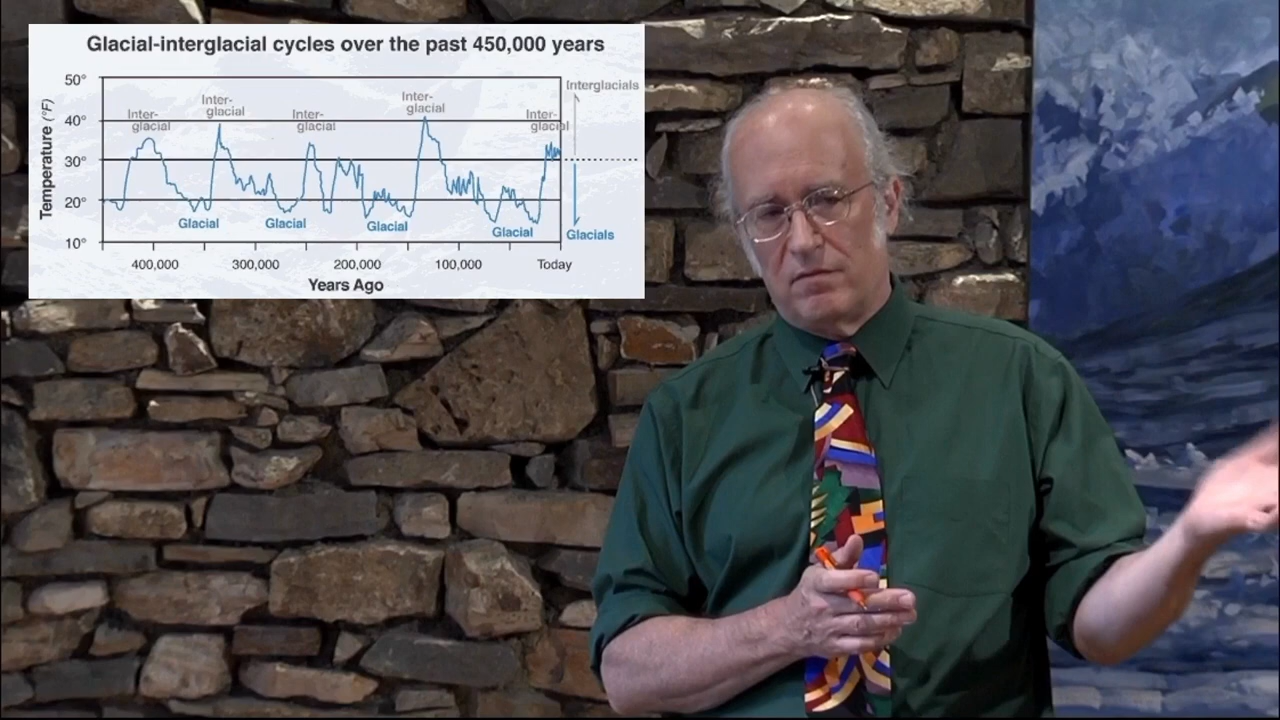 Glacial-interglacial cycles over the past 450,000 years
50°
Interglacials
Inter-
glacial
Inter-
glacial
Inter-
glacial
Inter-
glacial
Inter-
glacial
40°
30°
20°
10°
Temperature (°F)
Glacial
Glacial
Glacial
Glacial
Glacials
400,000
300,000
200,000
100,000
Today
Years Ago